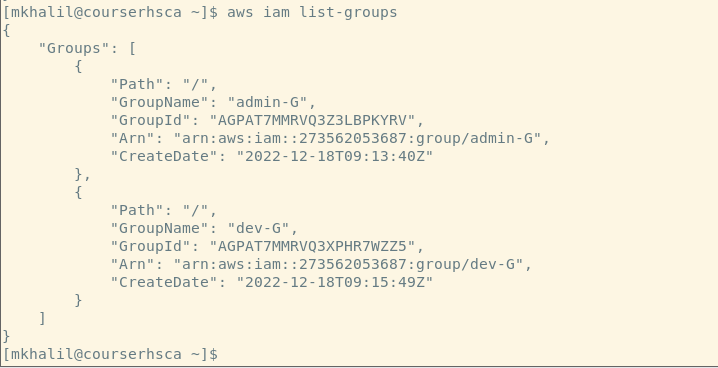 [mkhalil@courserhsca ~]$ aws iam list-groups
{
    "Groups": [
        {
            "Path": "/",
            "GroupName": "admin-G",
            "GroupId": "AGPAT7MMRVQ3Z3LBPKYRV",
            "Arn": "arn:aws:iam::273562053687:group/admin-G",
            "CreateDate": "2022-12-18T09:13:40Z"
        },
        {
            "Path": "/",
            "GroupName": "dev-G",
            "GroupId": "AGPAT7MMRVQ3XPHR7WZZ5",
            "Arn": "arn:aws:iam::273562053687:group/dev-G",
            "CreateDate": "2022-12-18T09:15:49Z"
        }
    ]
}
[mkhalil@courserhsca ~]$